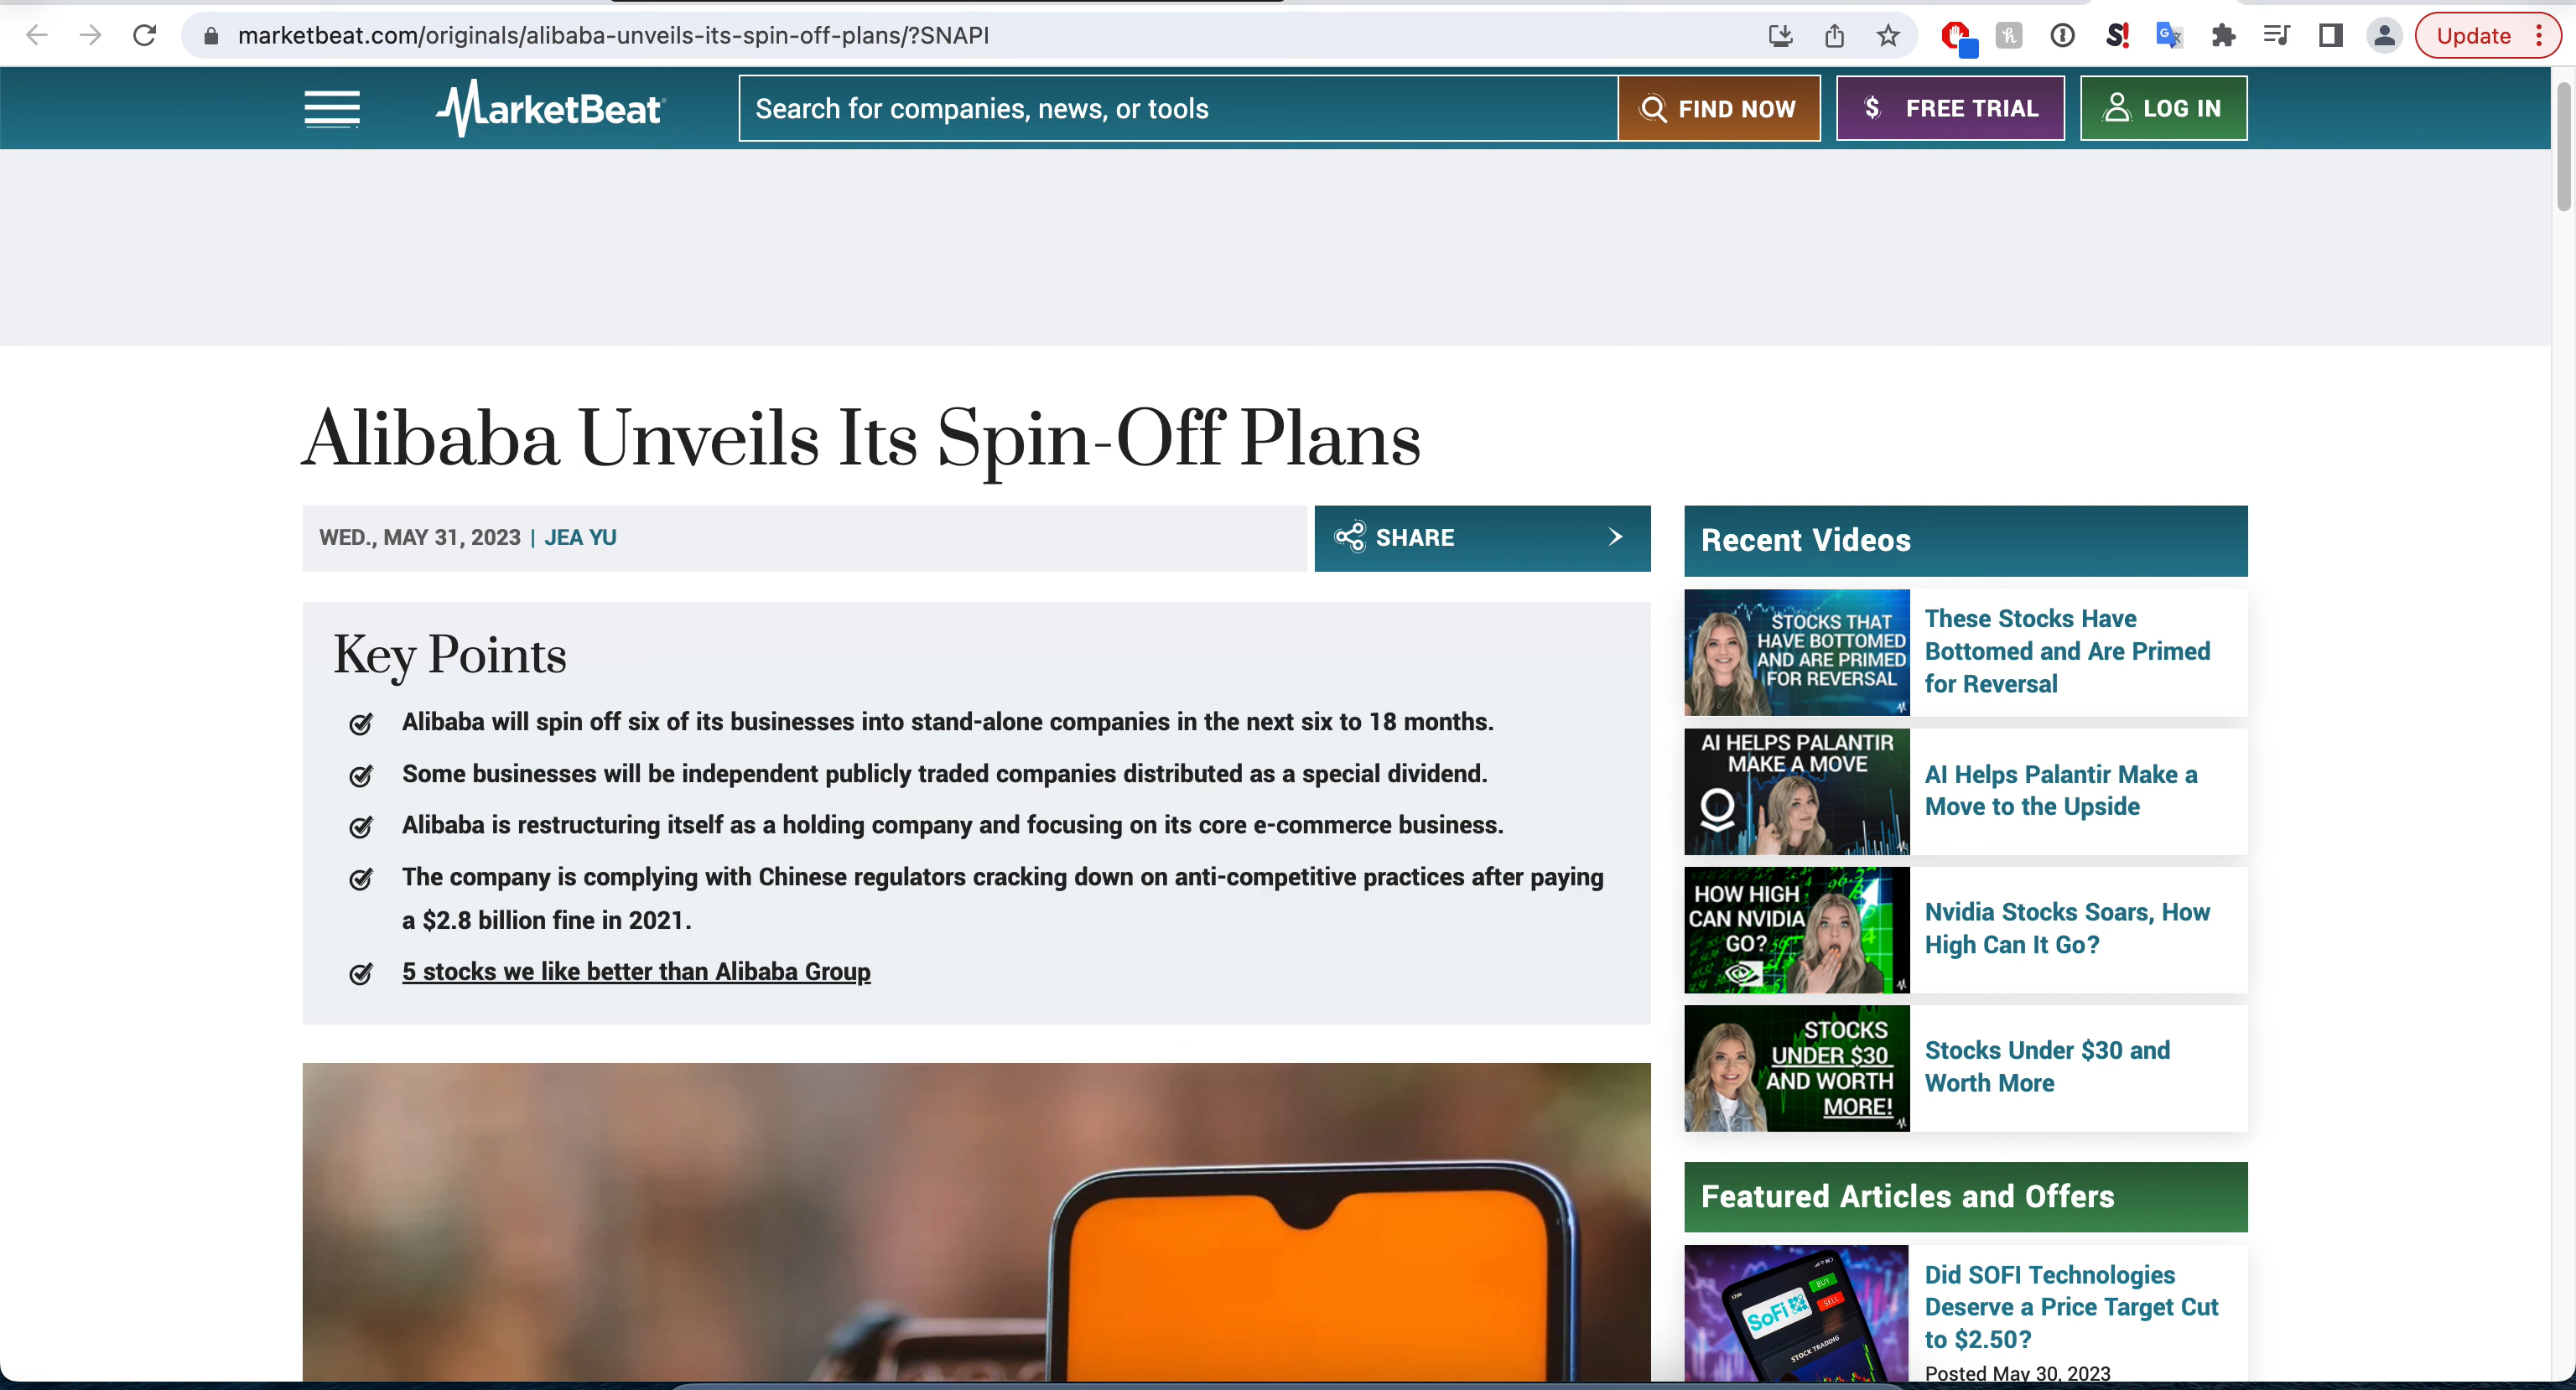 marketbeat.com/originals/alibaba-unveils-its-spin-off-plans/?SNAPI
Update
MarketBeat
Search for companies, news, or tools
FIND NOW
$ FREE TRIAL
LOG IN
Alibaba Unveils Its Spin-Off Plans
WED., MAY 31, 2023 | JEA YU
SHARE
Key Points
Alibaba will spin off six of its businesses into stand-alone companies in the next six to 18 months.
Some businesses will be independent publicly traded companies distributed as a special dividend.
Alibaba is restructuring itself as a holding company and focusing on its core e-commerce business.
The company is complying with Chinese regulators cracking down on anti-competitive practices after paying
a $2.8 billion fine in 2021.
5 stocks we like better than Alibaba Group
Recent Videos
STOCKS THAT
HAVE BOTTOMED
AND ARE PRIMED
FOR REVERSAL
These Stocks Have
Bottomed and Are Primed
for Reversal
AI HELPS PALANTIR
MAKE A MOVE
AI Helps Palantir Make a
Move to the Upside
HOW HIGH
CAN NVIDIA
GO?
Nvidia Stocks Soars, How
High Can It Go?
STOCKS
UNDER $30
AND WORTH
MORE!
Stocks Under $30 and
Worth More
Featured Articles and Offers
SoFi
BUY
SELL
STOCK TRADING
Did SOFI Technologies
Deserve a Price Target Cut
to $2.50?
Posted May 30, 2023